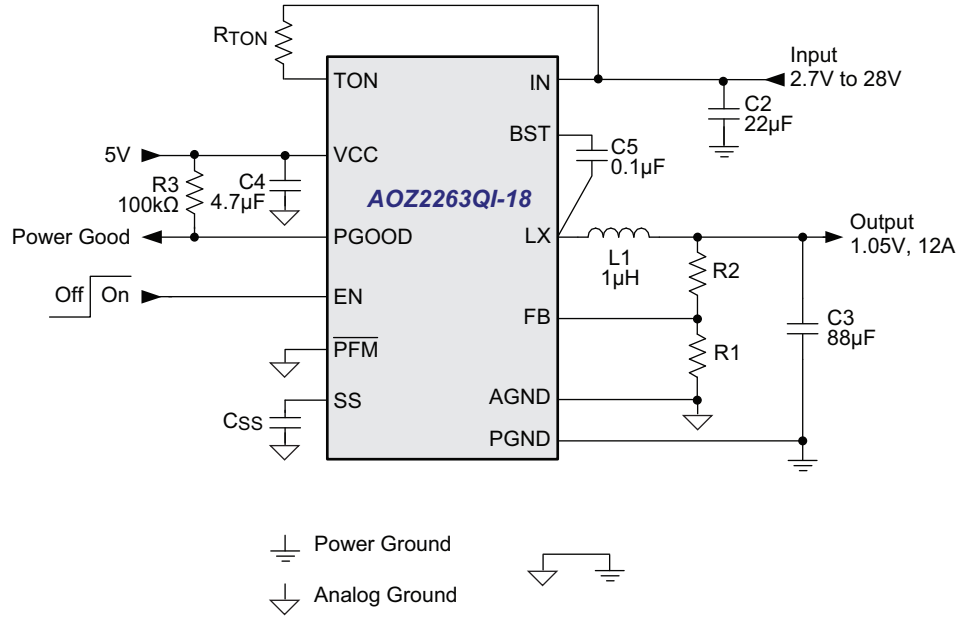 R_TON
Input
2.7V to 28V
TON
IN
C2
22µF
BST
C5
0.1µF
5V
VCC
R3
100kΩ
C4
4.7µF
AOZ2263QI-18
Power Good
PGOOD
LX
Output
1.05V, 12A
L1
1µH
R2
Off
On
EN
FB
C3
88µF
PFM
R1
SS
AGND
C_SS
PGND
Power Ground
Analog Ground